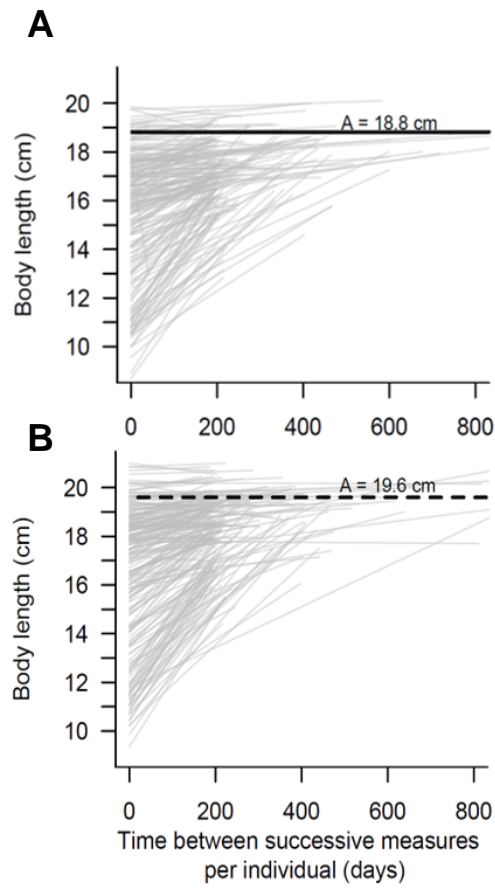 A
Body length (cm)
20
18
16
14
12
10
A = 18.8 cm
0 200 400 600 800
B
Body length (cm)
20
18
16
14
12
10
A = 19.6 cm
0 200 400 600 800
Time between successive measures
per individual (days)